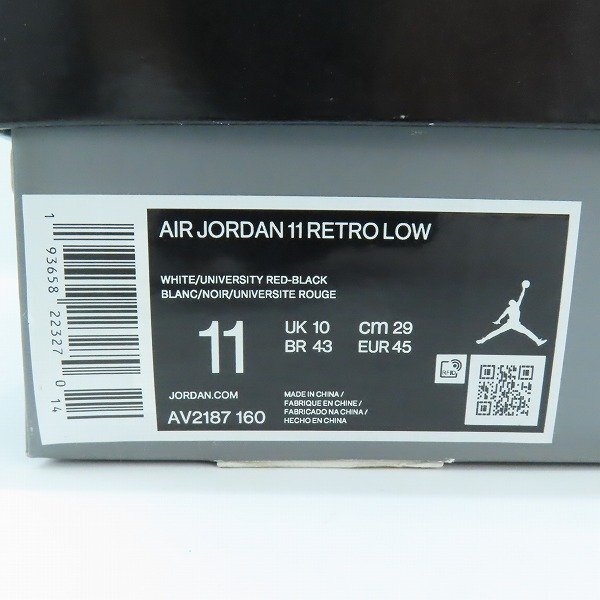 1 93658 22327 014
AIR JORDAN 11 RETRO LOW
WHITE/UNIVERSITY RED-BLACK
BLANC/NOIR/UNIVERSITE ROUGE
11
UK 10 cm 29
BR 43 EUR 45
JORDAN.COM
AV2187 160
MADE IN CHINA /
FABRIQUE EN CHINE /
FABRICADO NA CHINA /
HECHO EN CHINA